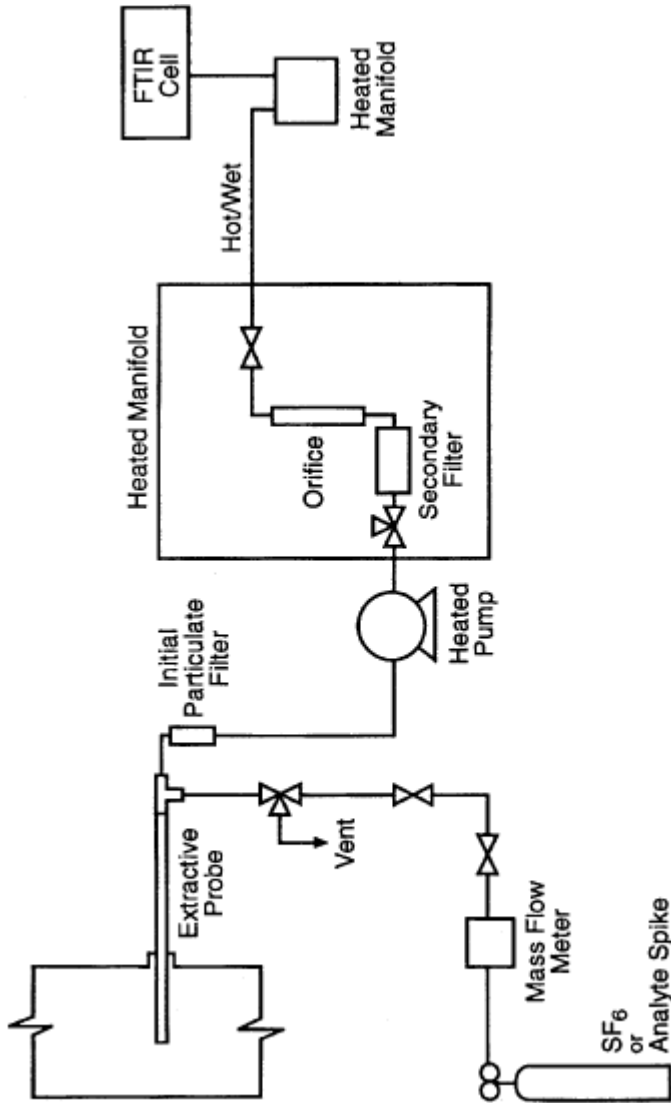 Extractive
Probe
Initial
Particulate
Filter
Vent
Mass Flow
Meter
SF6
or
Analyte Spike
Heated
Pump
Heated Manifold
Orifice
Secondary
Filter
Hot/Wet
FTIR
Cell
Heated
Manifold